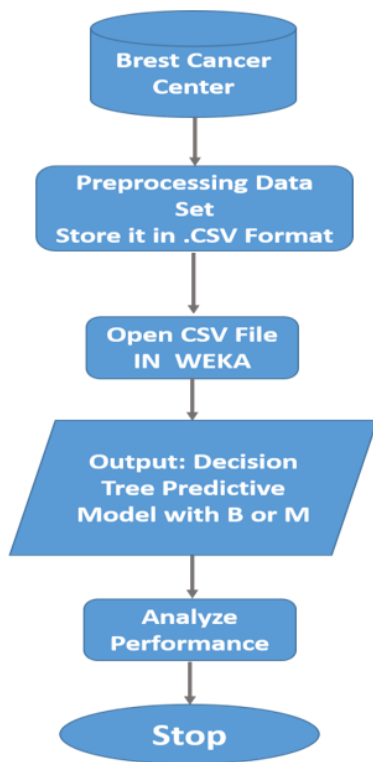 Brest Cancer
Center
Preprocessing Data
Set
Store it in .CSV Format
Open CSV File
IN WEKA
Output: Decision
Tree Predictive
Model with B or M
Analyze
Performance
Stop